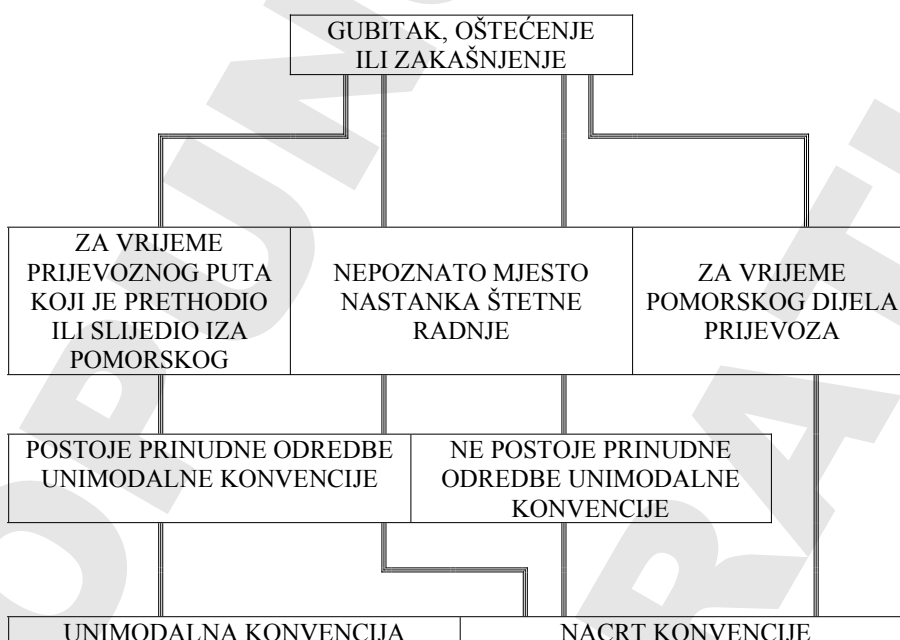 GUBITAK, OŠTEĆENJE
ILI ZAKAŠNJENJE
ZA VRIJEME
PRIJEVOZNOG PUTA
KOJI JE PRETHODIO
ILI SLIJEDIO IZA
POMORSKOG
NEPOZNATO MJESTO
NASTANKA ŠTETNE
RADNJE
ZA VRIJEME
POMORSKOG DIJELA
PRIJEVOZA
POSTOJE PRINUDNE ODREDBE
UNIMODALNE KONVENCIJE
NE POSTOJE PRINUDNE
ODREDBE UNIMODALNE
KONVENCIJE
UNIMODALNA KONVENCIJA
NACRT KONVENCIJE